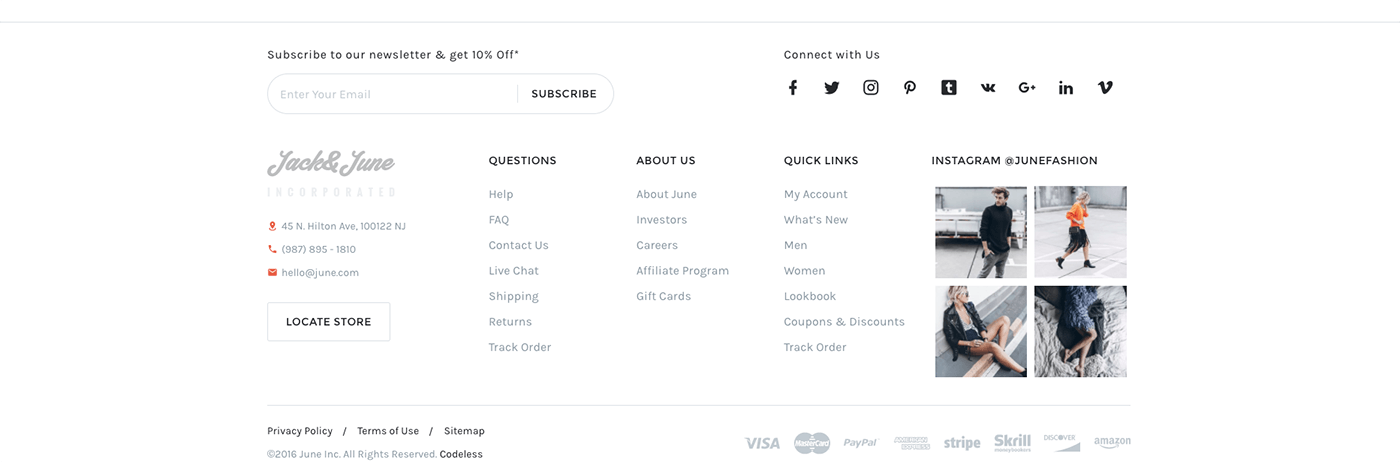 Subscribe to our newsletter & get 10% Off*
Enter Your Email
SUBSCRIBE
Connect with Us
Jack&June
INCORPORATED
45 N. Hilton Ave, 100122 NJ
(987) 895 - 1810
hello@june.com
LOCATE STORE
QUESTIONS
Help
FAQ
Contact Us
Live Chat
Shipping
Returns
Track Order
ABOUT US
About June
Investors
Careers
Affiliate Program
Gift Cards
QUICK LINKS
My Account
What's New
Men
Women
Lookbook
Coupons & Discounts
Track Order
INSTAGRAM @JUNEFASHION
Privacy Policy / Terms of Use / Sitemap
©2016 June Inc. All Rights Reserved. Codeless
VISA
MasterCard
PayPal
AMERICAN EXPRESS
stripe
Skrill
moneybookers
DISCOVER
amazon